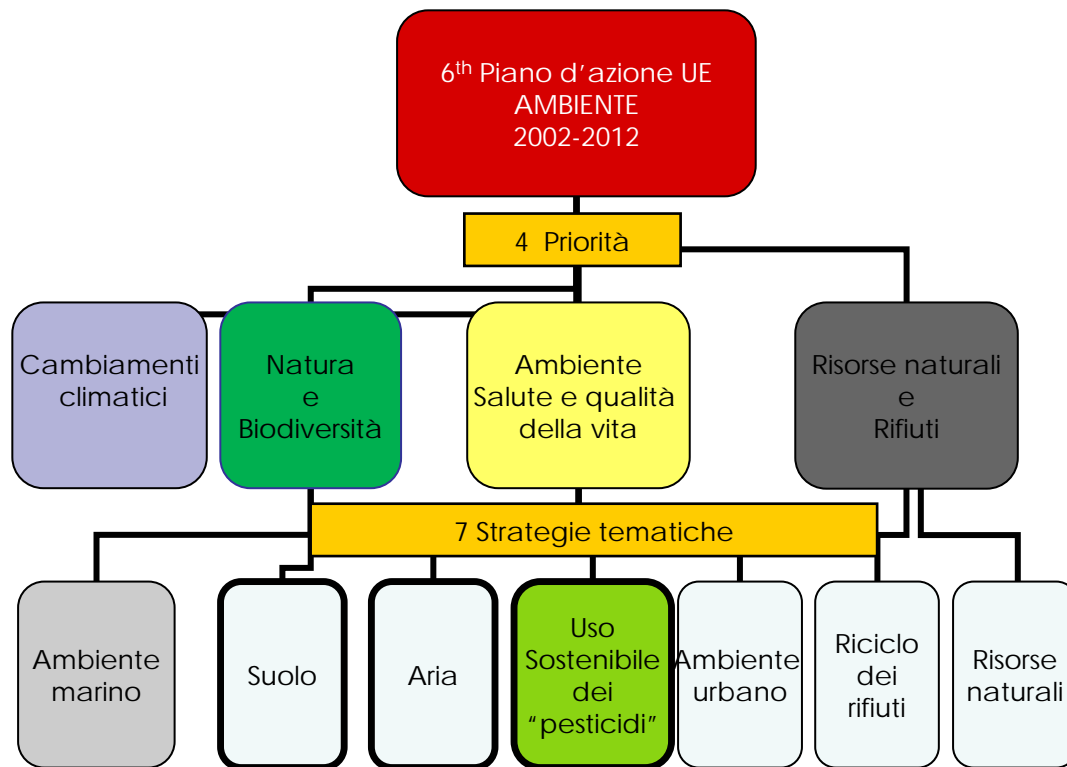 6th Piano d’azione UE
AMBIENTE
2002-2012
4 Priorità
Cambiamenti
climatici
Natura
e
Biodiversità
Ambiente
Salute e qualità
della vita
Risorse naturali
e
Rifiuti
7 Strategie tematiche
Ambiente
marino
Suolo
Aria
Uso
Sostenibile
dei
“pesticidi”
Ambiente
urbano
Riciclo
dei
rifiuti
Risorse
naturali